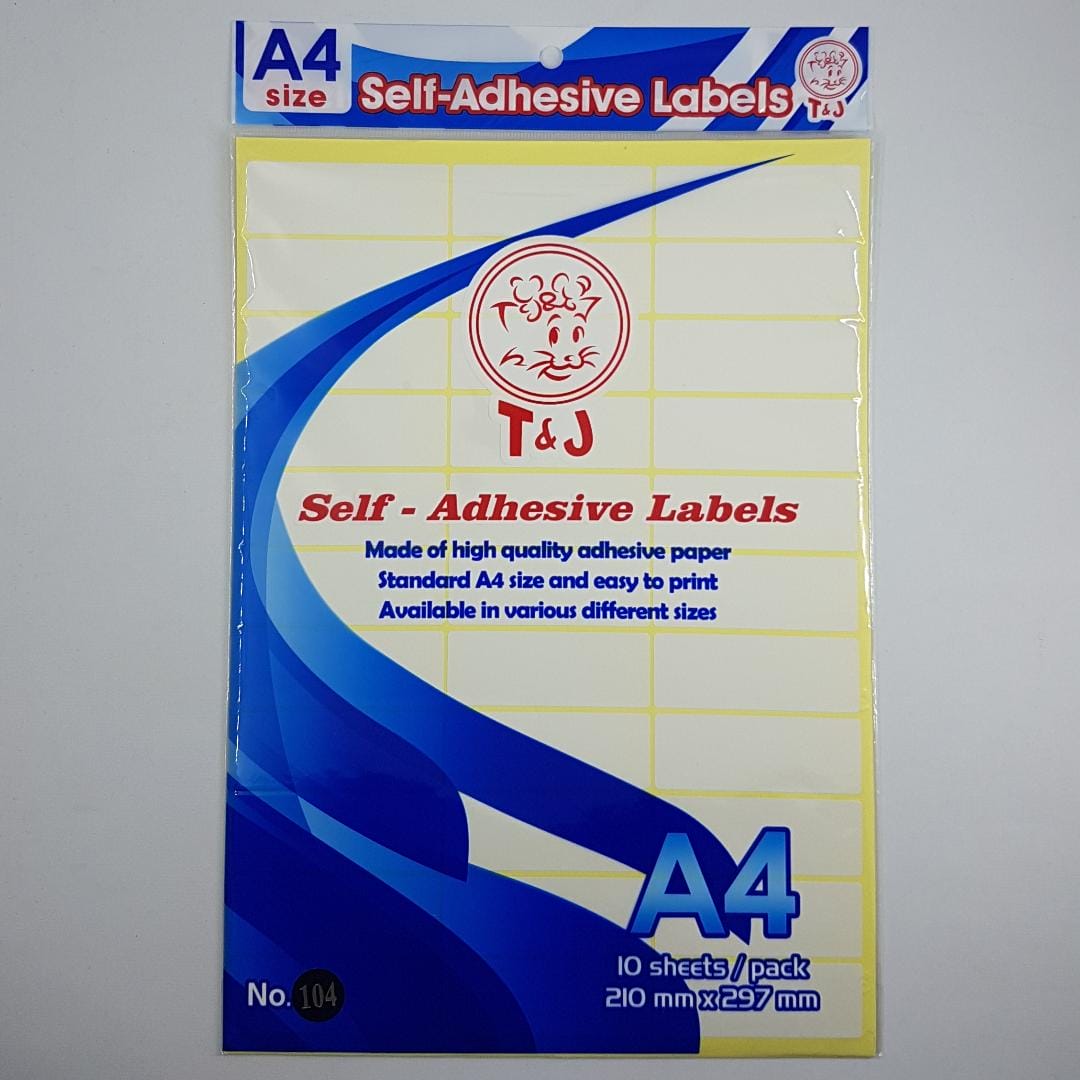 A4
size
Self-Adhesive Labels
T&J
T&J
T&J
Self - Adhesive Labels
Made of high quality adhesive paper
Standard A4 size and easy to print
Available in various different sizes
A4
10 sheets / pack
210 mm x 297 mm
No. 104